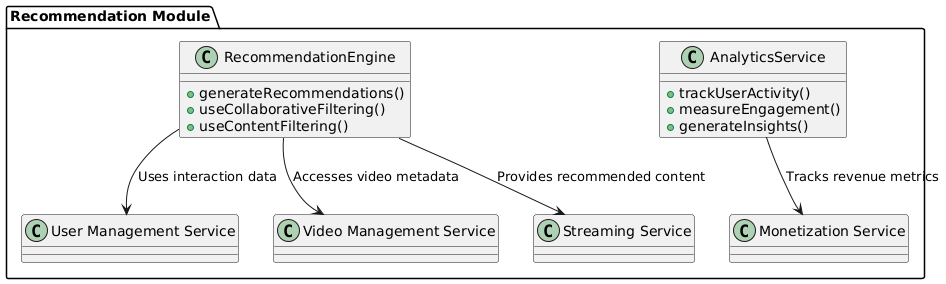 Recommendation Module
C RecommendationEngine
generateRecommendations()
useCollaborativeFiltering()
useContentFiltering()
C AnalyticsService
trackUserActivity()
measureEngagement()
generateInsights()
Uses interaction data
Accesses video metadata
Provides recommended content
Tracks revenue metrics
C User Management Service
C Video Management Service
C Streaming Service
C Monetization Service